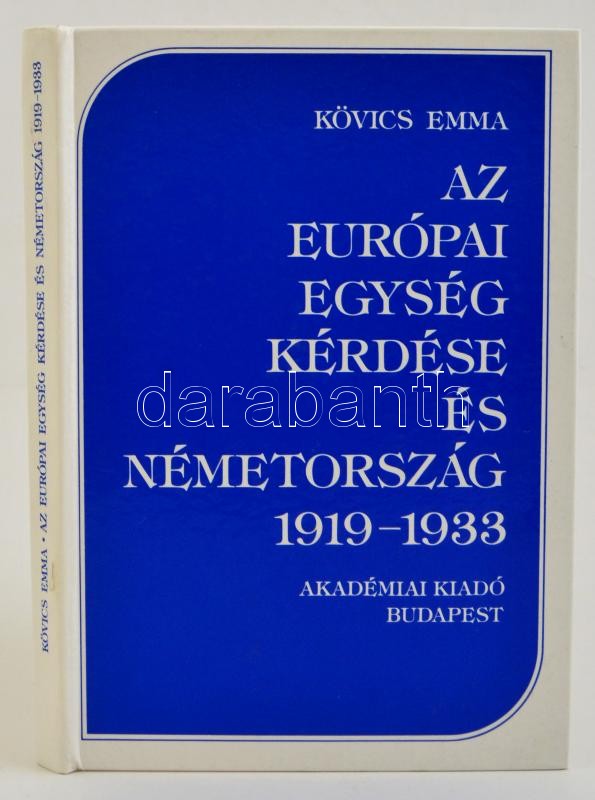 KÖVICS EMMA • AZ EURÓPAI EGYSÉG KÉRDÉSE ÉS NÉMETORSZÁG 1919–1933
KÖVICS EMMA
AZ
EURÓPAI
EGYSÉG
KÉRDÉSE
darabanth
ÉS
NÉMETORSZÁG
1919–1933
AKADÉMIAI KIADÓ
BUDAPEST